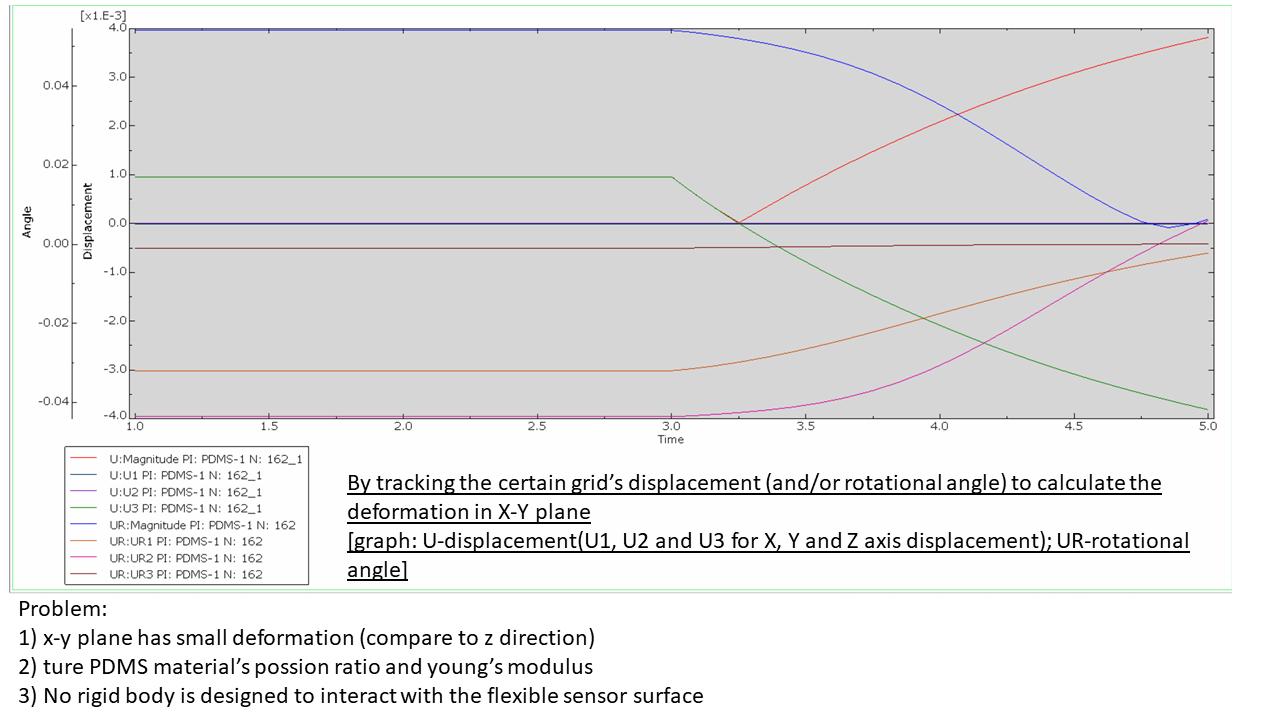 [x1.E-3]
4.0
3.0
2.0
1.0
0.0
-1.0
-2.0
-3.0
-4.0
0.04
0.02
0.00
-0.02
-0.04
Angle
Displacement
1.0 1.5 2.0 2.5 3.0 3.5 4.0 4.5 5.0
Time
U:Magnitude PI: PDMS-1 N: 162_1
U:U1 PI: PDMS-1 N: 162_1
U:U2 PI: PDMS-1 N: 162_1
U:U3 PI: PDMS-1 N: 162_1
UR:Magnitude PI: PDMS-1 N: 162
UR:UR1 PI: PDMS-1 N: 162
UR:UR2 PI: PDMS-1 N: 162
UR:UR3 PI: PDMS-1 N: 162
By tracking the certain grid's displacement (and/or rotational angle) to calculate the
deformation in X-Y plane
[graph: U-displacement(U1, U2 and U3 for X, Y and Z axis displacement); UR-rotational
angle]
Problem:
1) x-y plane has small deformation (compare to z direction)
2) ture PDMS material's possion ratio and young's modulus
3) No rigid body is designed to interact with the flexible sensor surface